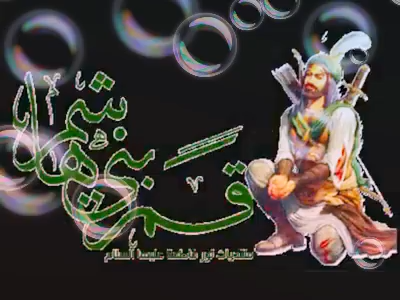 قمر بني هاشم
منتديات نور فاطمة عليها السلام